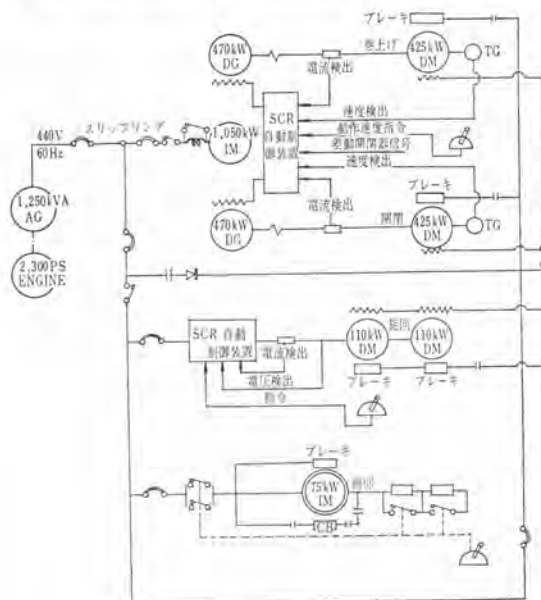 ブレーキ
470kW
DG
巻上げ
425kW
DM
TG
電流検出
440V
60Hz
スリップリング
1,050kW
IM
SCR
自動制
御装置
速度検出
動作速度指令
差動開閉器信号
速度検出
1,250kVA
AG
電流検出
ブレーキ
470kW
DG
開閉
425kW
DM
TG
2,300PS
ENGINE
SCR 自動
制御装置
電流検出
電圧検出
指令
110kW
DM
110kW
DM
ブレーキ
ブレーキ
ブレーキ
75kW
IM
CB